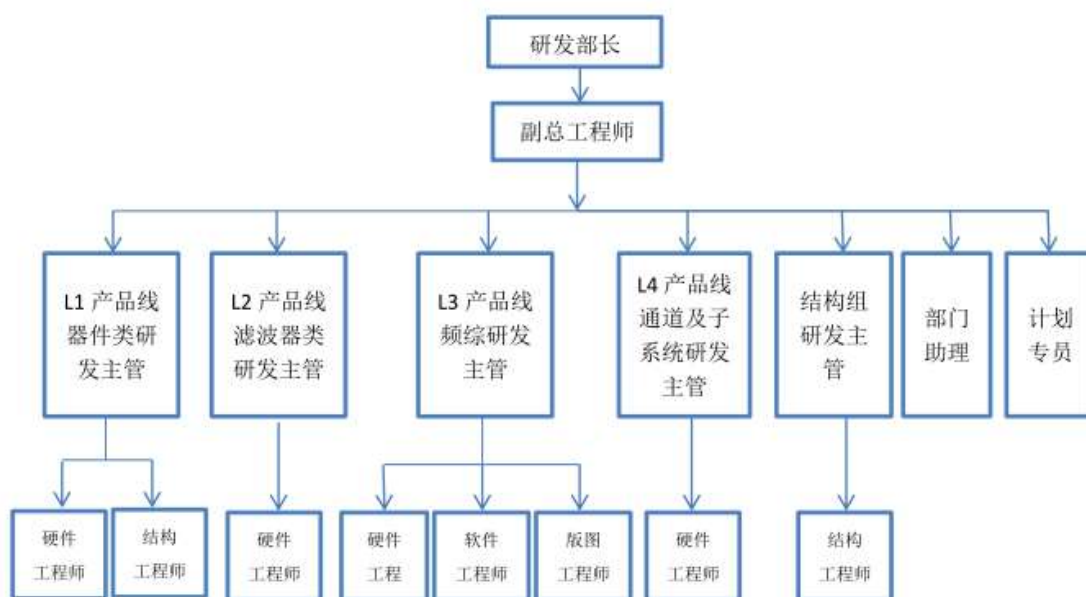 研发部长
副总工程师
L1 产品线
器件类研
发主管
L2 产品线
滤波器类
研发主管
L3 产品线
频综研发
主管
L4 产品线
通道及子
系统研发
主管
结构组
研发主
管
部门
助理
计划
专员
硬件
工程师
结构
工程师
硬件
工程师
硬件
工程
软件
工程师
版图
工程师
硬件
工程师
结构
工程师